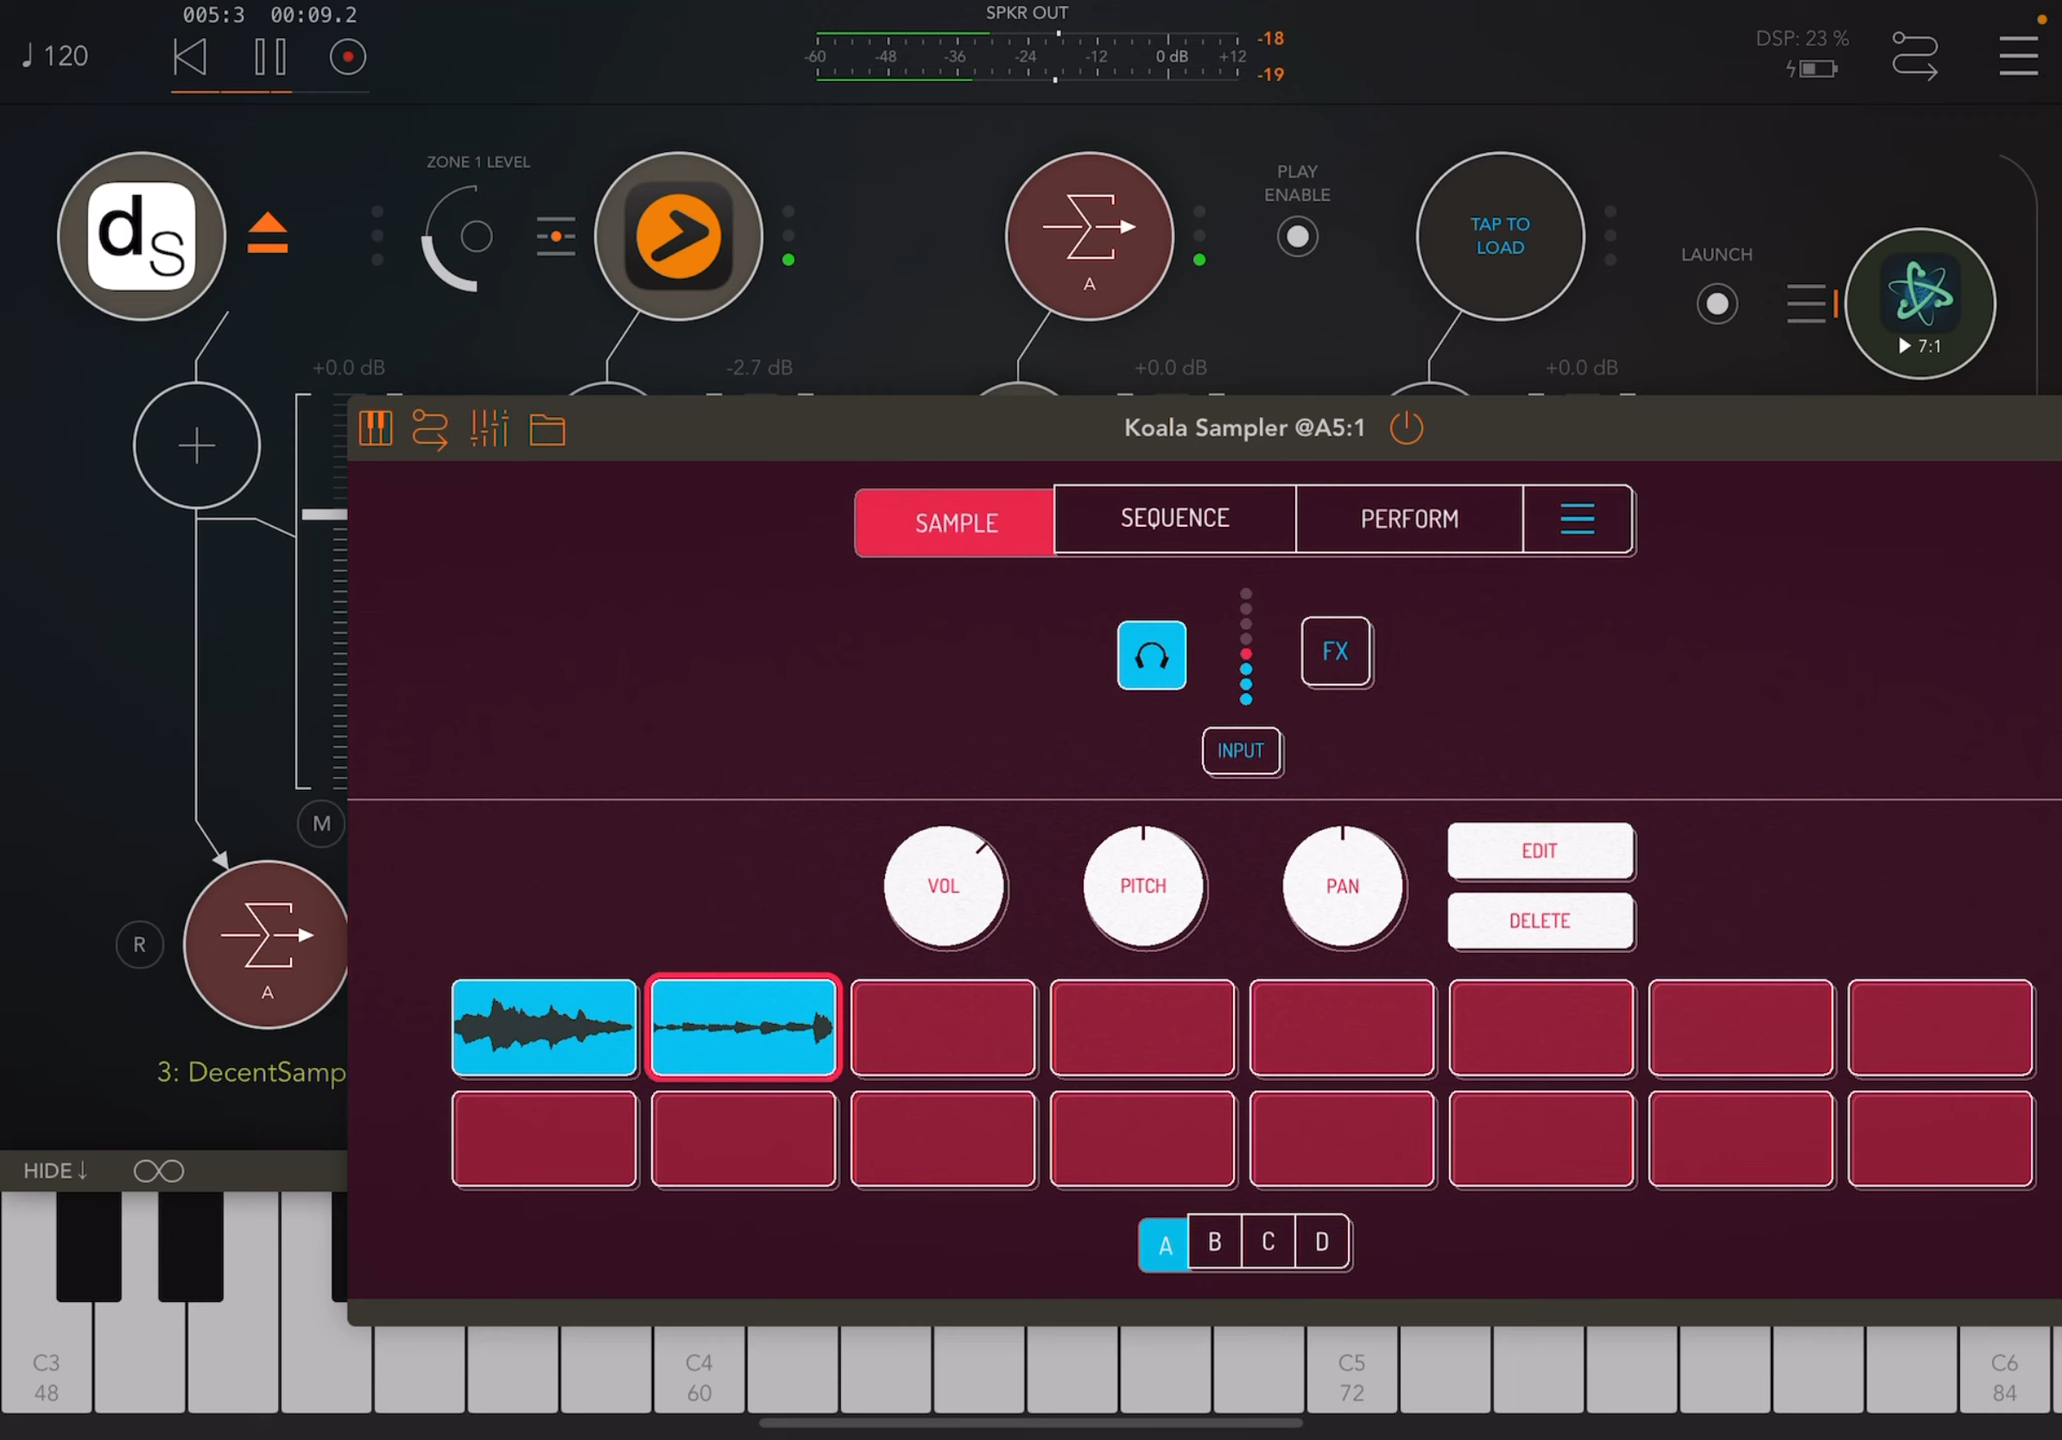 005:3 00:09.2
SPKR OUT
♩ 120
-60 -48 -36 -24 -12 0 dB +12
-18
-19
DSP: 23 %
ZONE 1 LEVEL
PLAY
ENABLE
dS
A
TAP TO
LOAD
LAUNCH
7:1
+0.0 dB
-2.7 dB
+0.0 dB
+0.0 dB
Koala Sampler @A5:1
SAMPLE SEQUENCE PERFORM
FX
INPUT
M
VOL PITCH PAN
EDIT
DELETE
R
A
3: DecentSamp
A B C D
HIDE↓
C3 C4 C5 C6
48 60 72 84